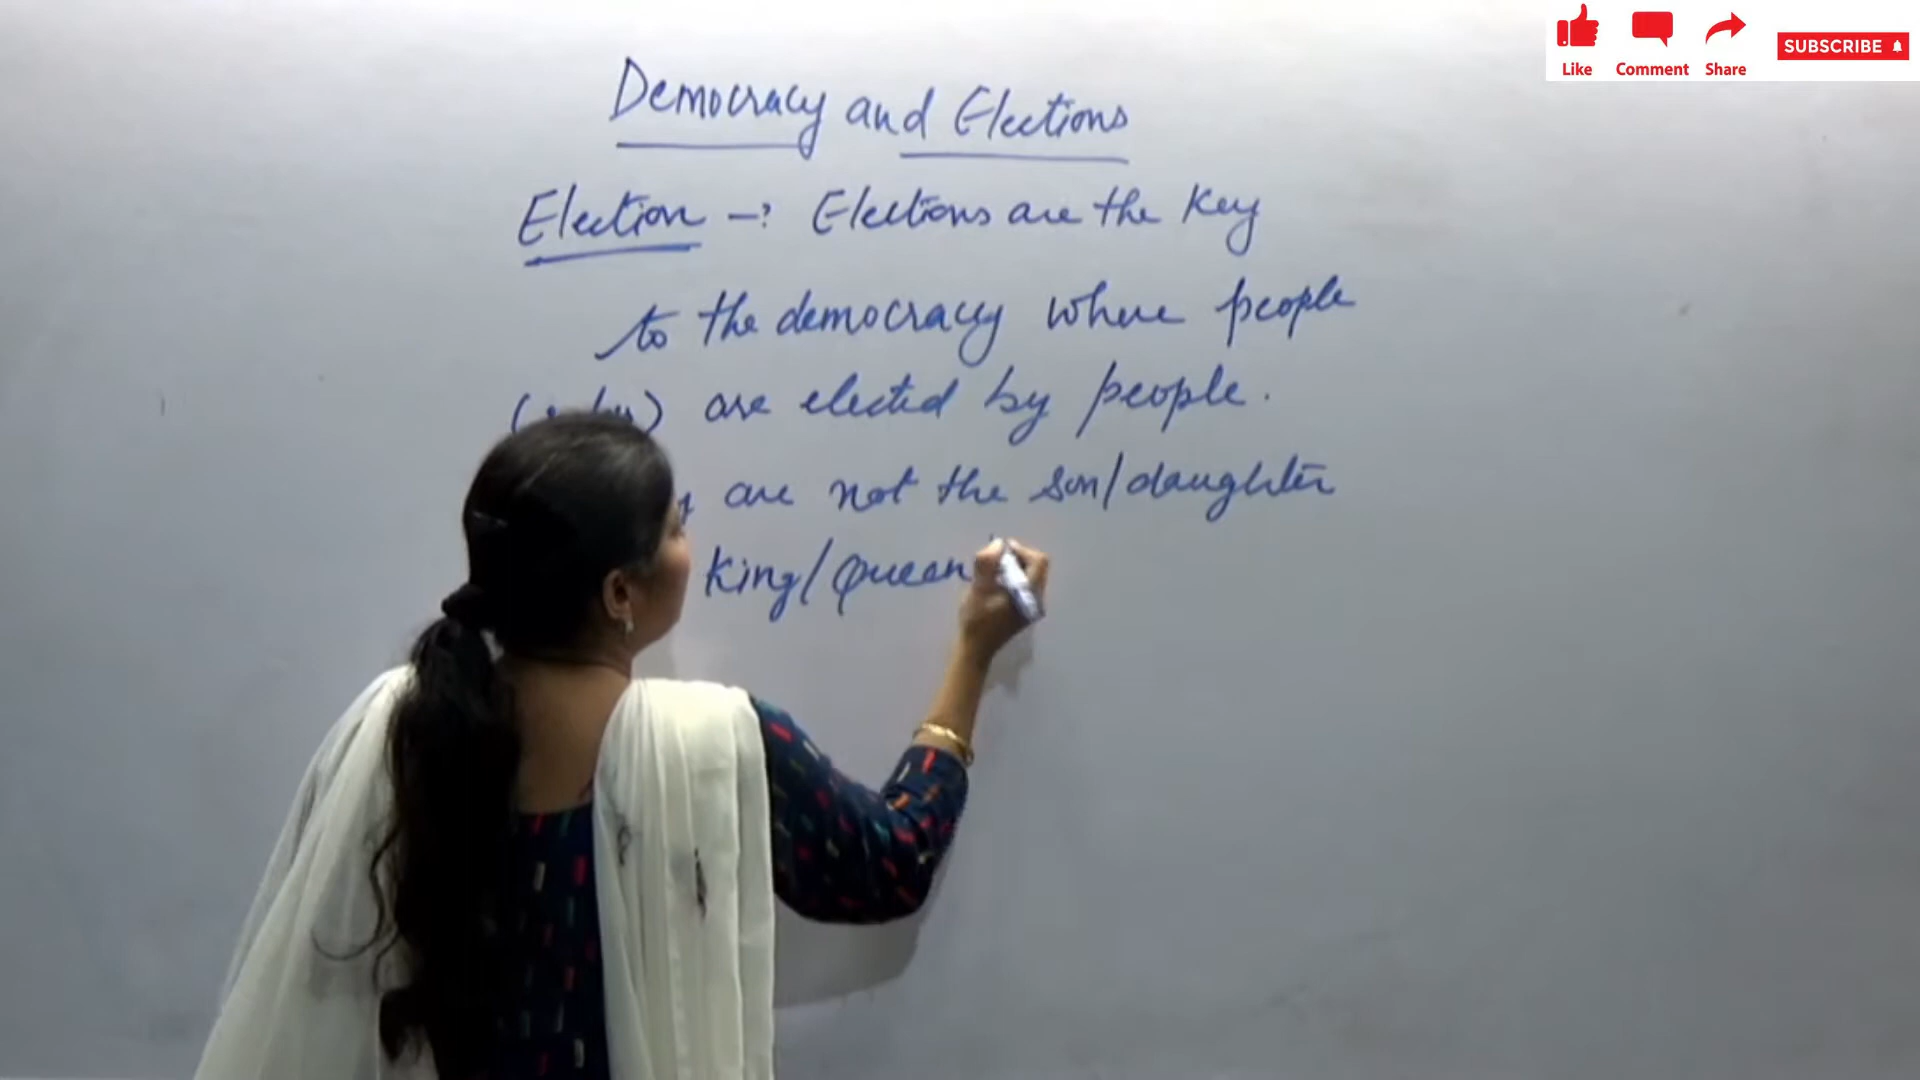 Democracy and Elections
Election → Elections are the key
to the democracy where people
are elected by people.
are not the son/daughter
King/Queen
Like Comment Share SUBSCRIBE